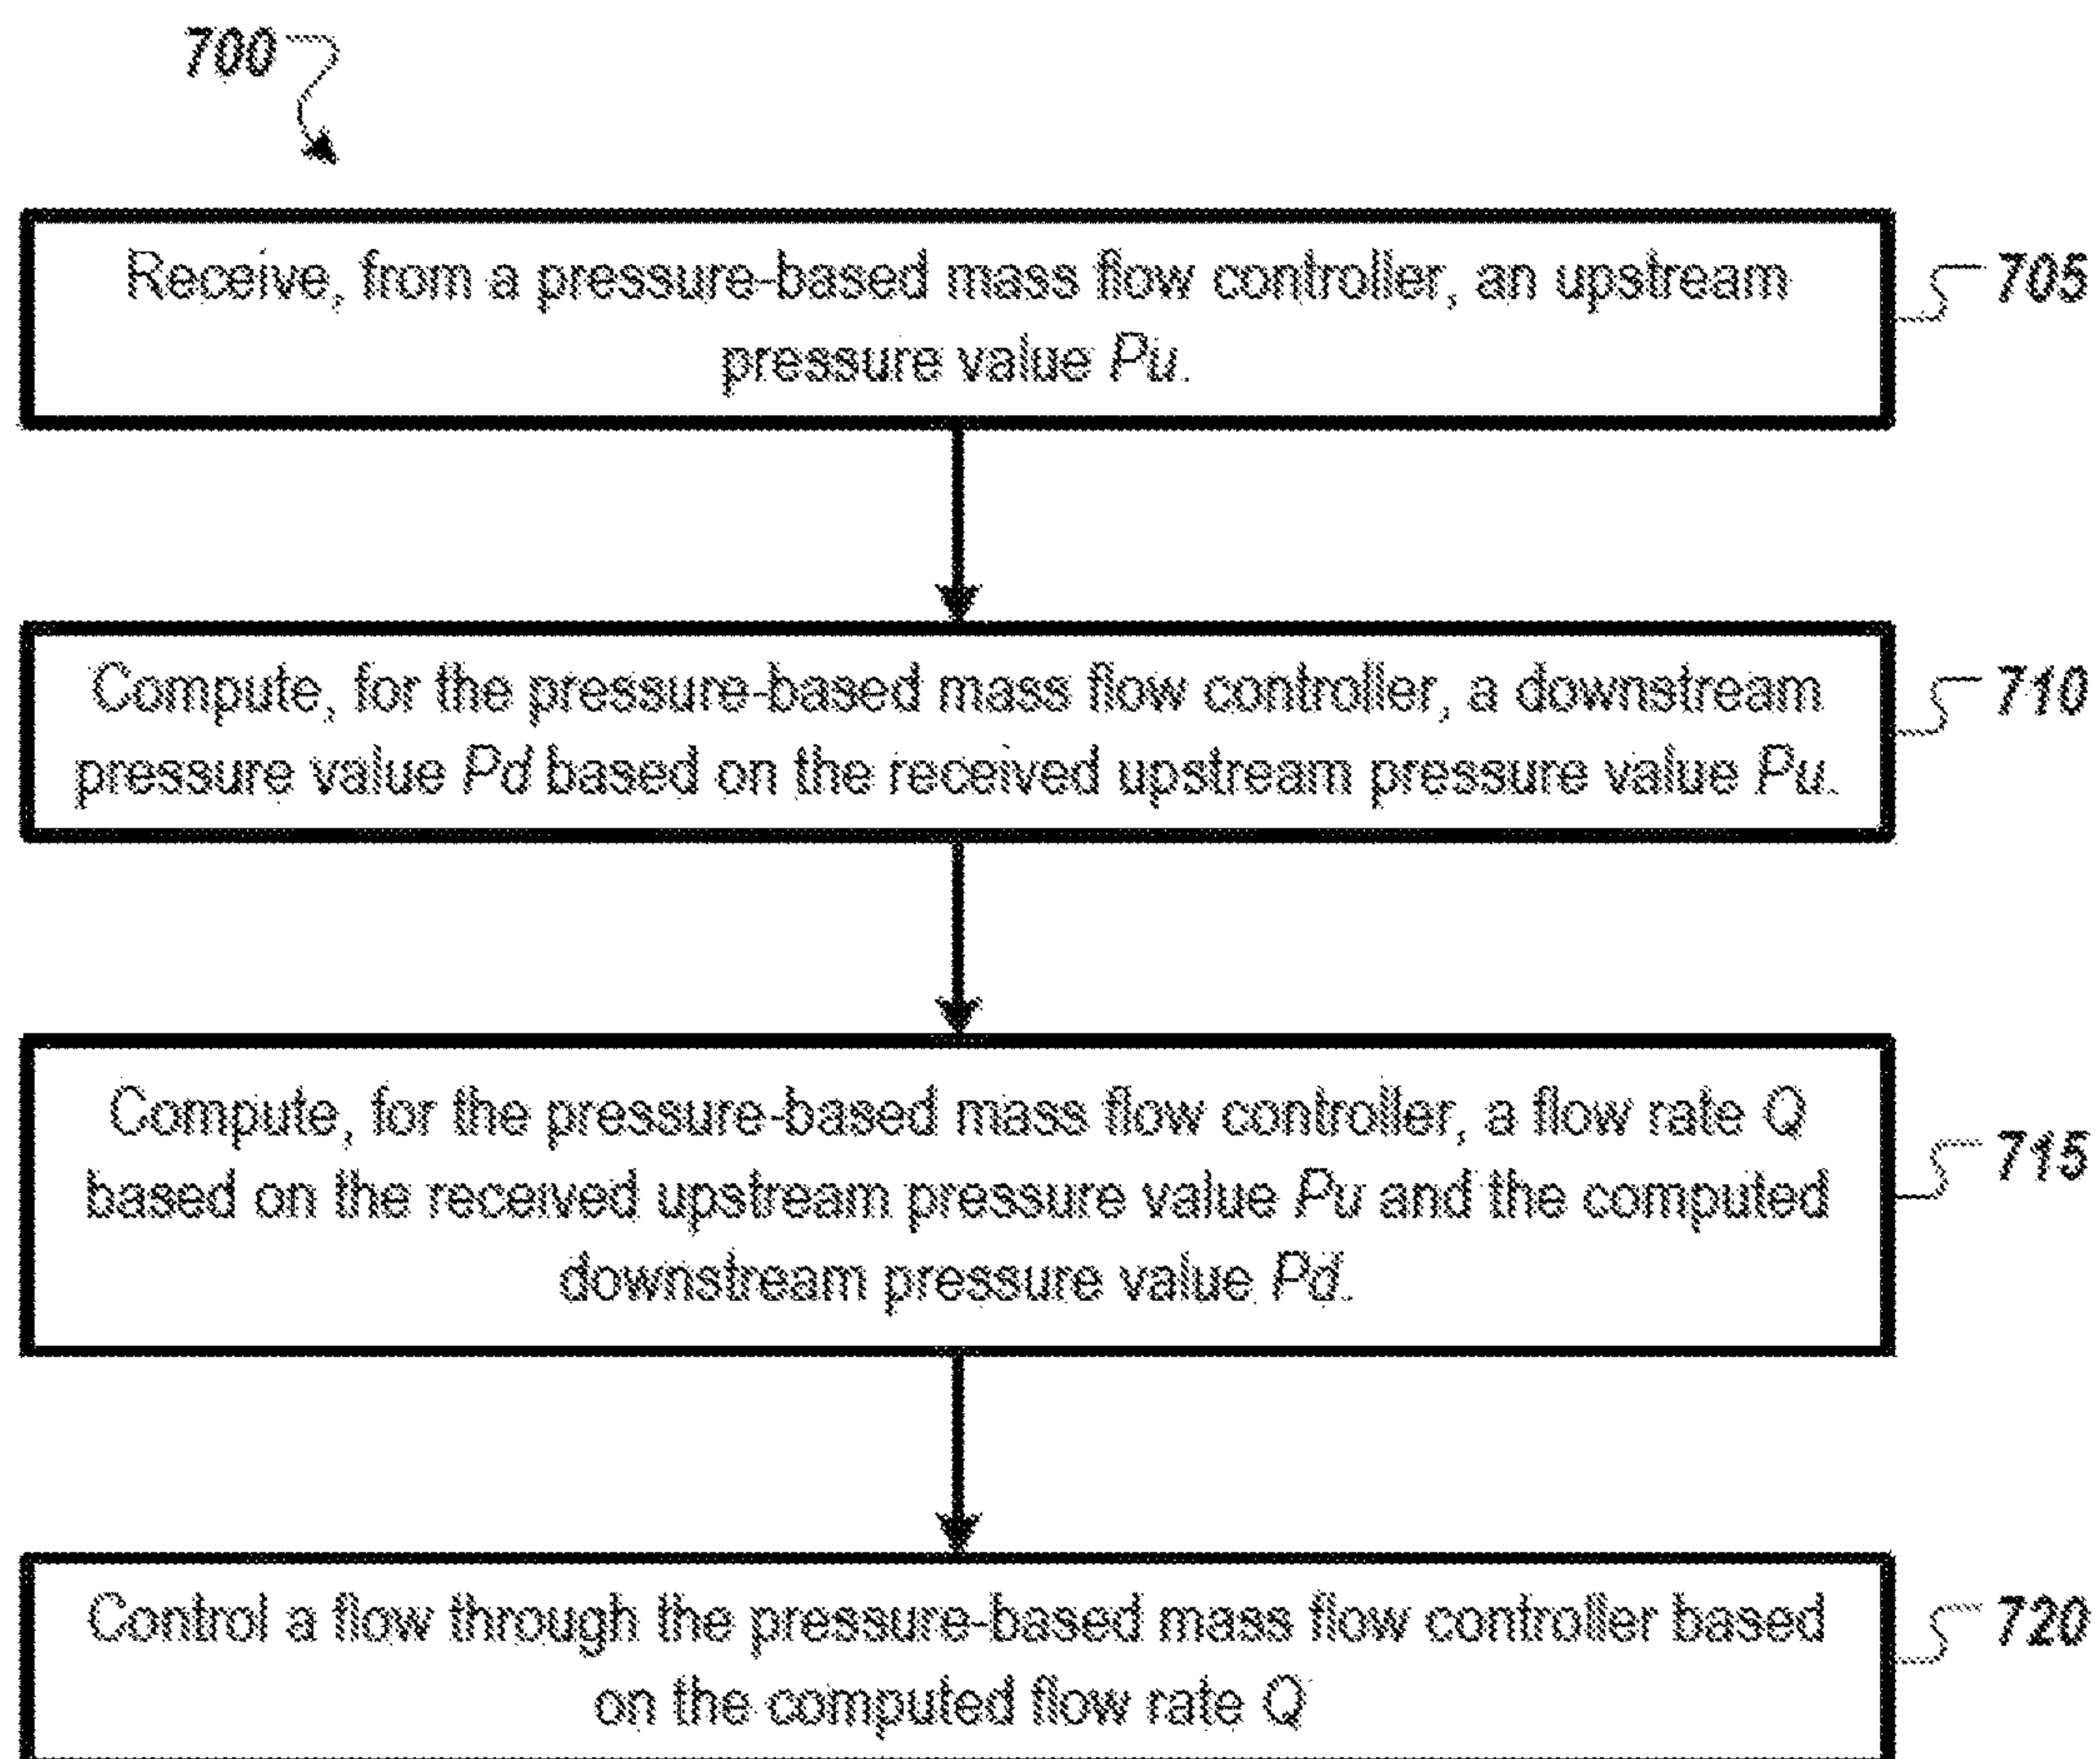 700
Receive, from a pressure-based mass flow controller, an upstream
pressure value Pu.
705
Compute, for the pressure-based mass flow controller, a downstream
pressure value Pd based on the received upstream pressure value Pu.
710
Compute, for the pressure-based mass flow controller, a flow rate Q
based on the received upstream pressure value Pu and the computed
downstream pressure value Pd.
715
Control a flow through the pressure-based mass flow controller based
on the computed flow rate Q
720